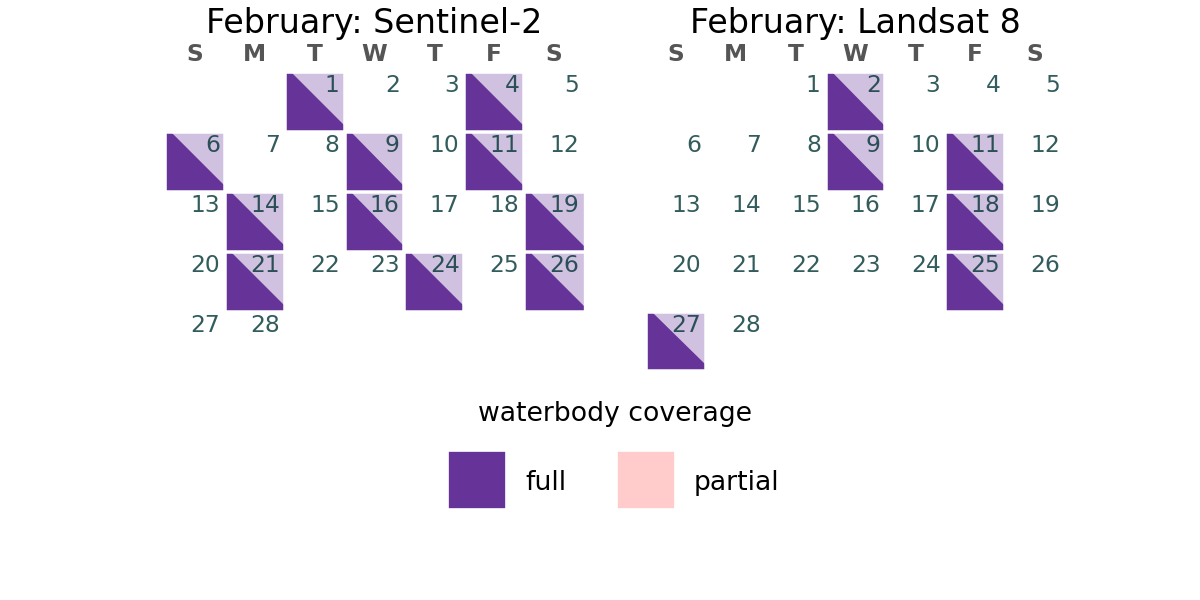 February: Sentinel-2
S M T W T F S
1 2 3 4 5
6 7 8 9 10 11 12
13 14 15 16 17 18 19
20 21 22 23 24 25 26
27 28
February: Landsat 8
S M T W T F S
1 2 3 4 5
6 7 8 9 10 11 12
13 14 15 16 17 18 19
20 21 22 23 24 25 26
27 28
waterbody coverage
full partial